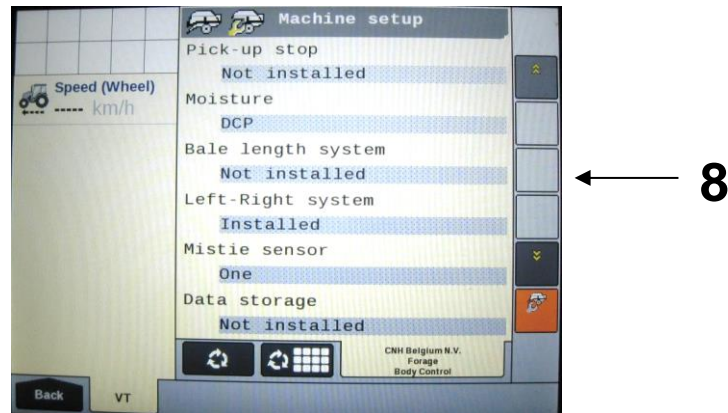 Machine setup
Speed (Wheel)
----- km/h
Pick-up stop
Not installed
Moisture
DCP
Bale length system
Not installed
Left-Right system
Installed
Mistie sensor
One
Data storage
Not installed
CNH Belgium N.V.
Forage
Body Control
Back
VT
8